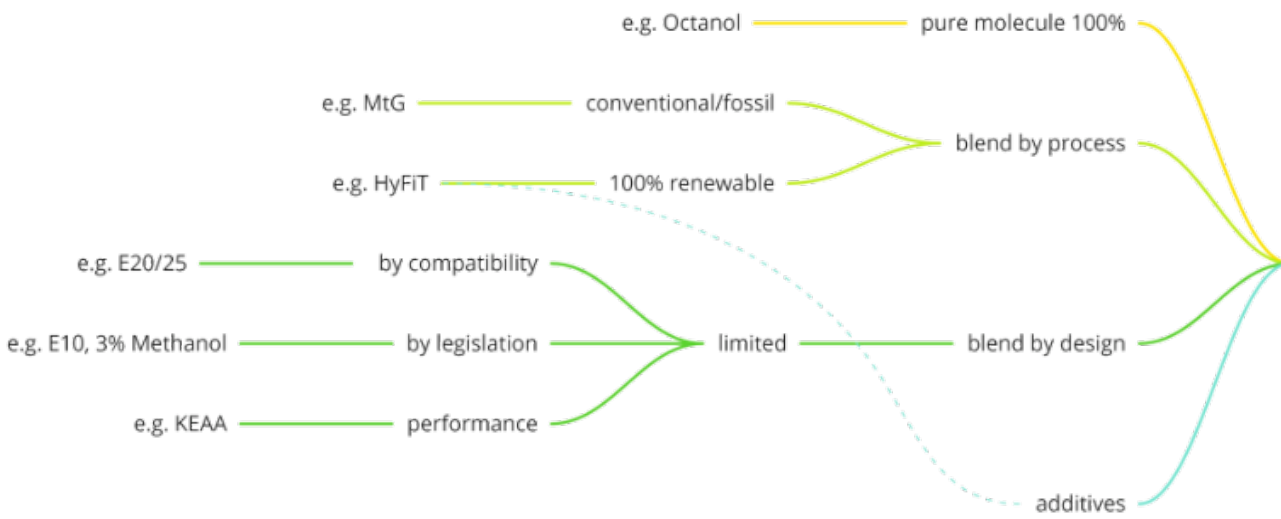 e.g. Octanol pure molecule 100%
e.g. MtG conventional/fossil
blend by process
e.g. HyFiT 100% renewable
e.g. E20/25 by compatibility
e.g. E10, 3% Methanol by legislation limited blend by design
e.g. KEAA performance
additives